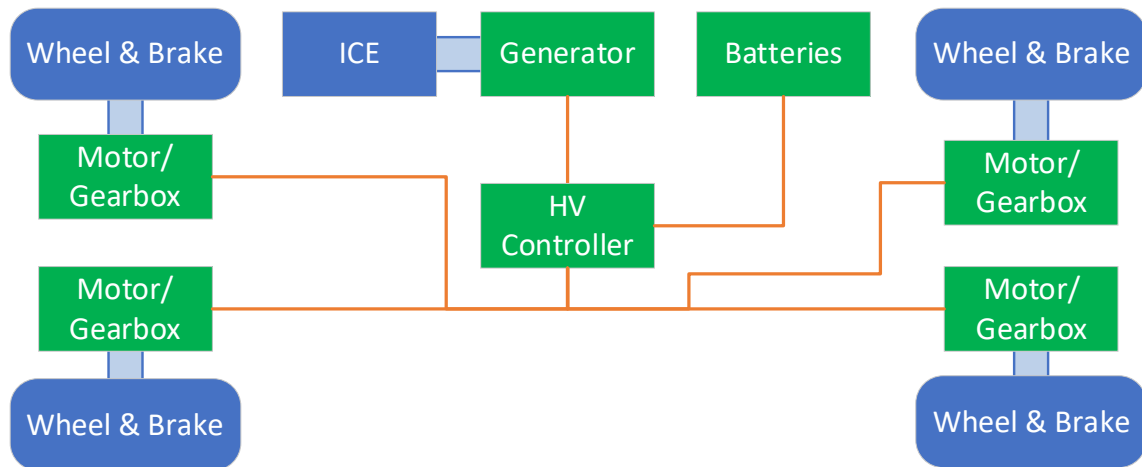 Wheel & Brake
ICE
Generator
Batteries
Wheel & Brake
Motor/
Gearbox
Motor/
Gearbox
HV
Controller
Motor/
Gearbox
Motor/
Gearbox
Wheel & Brake
Wheel & Brake